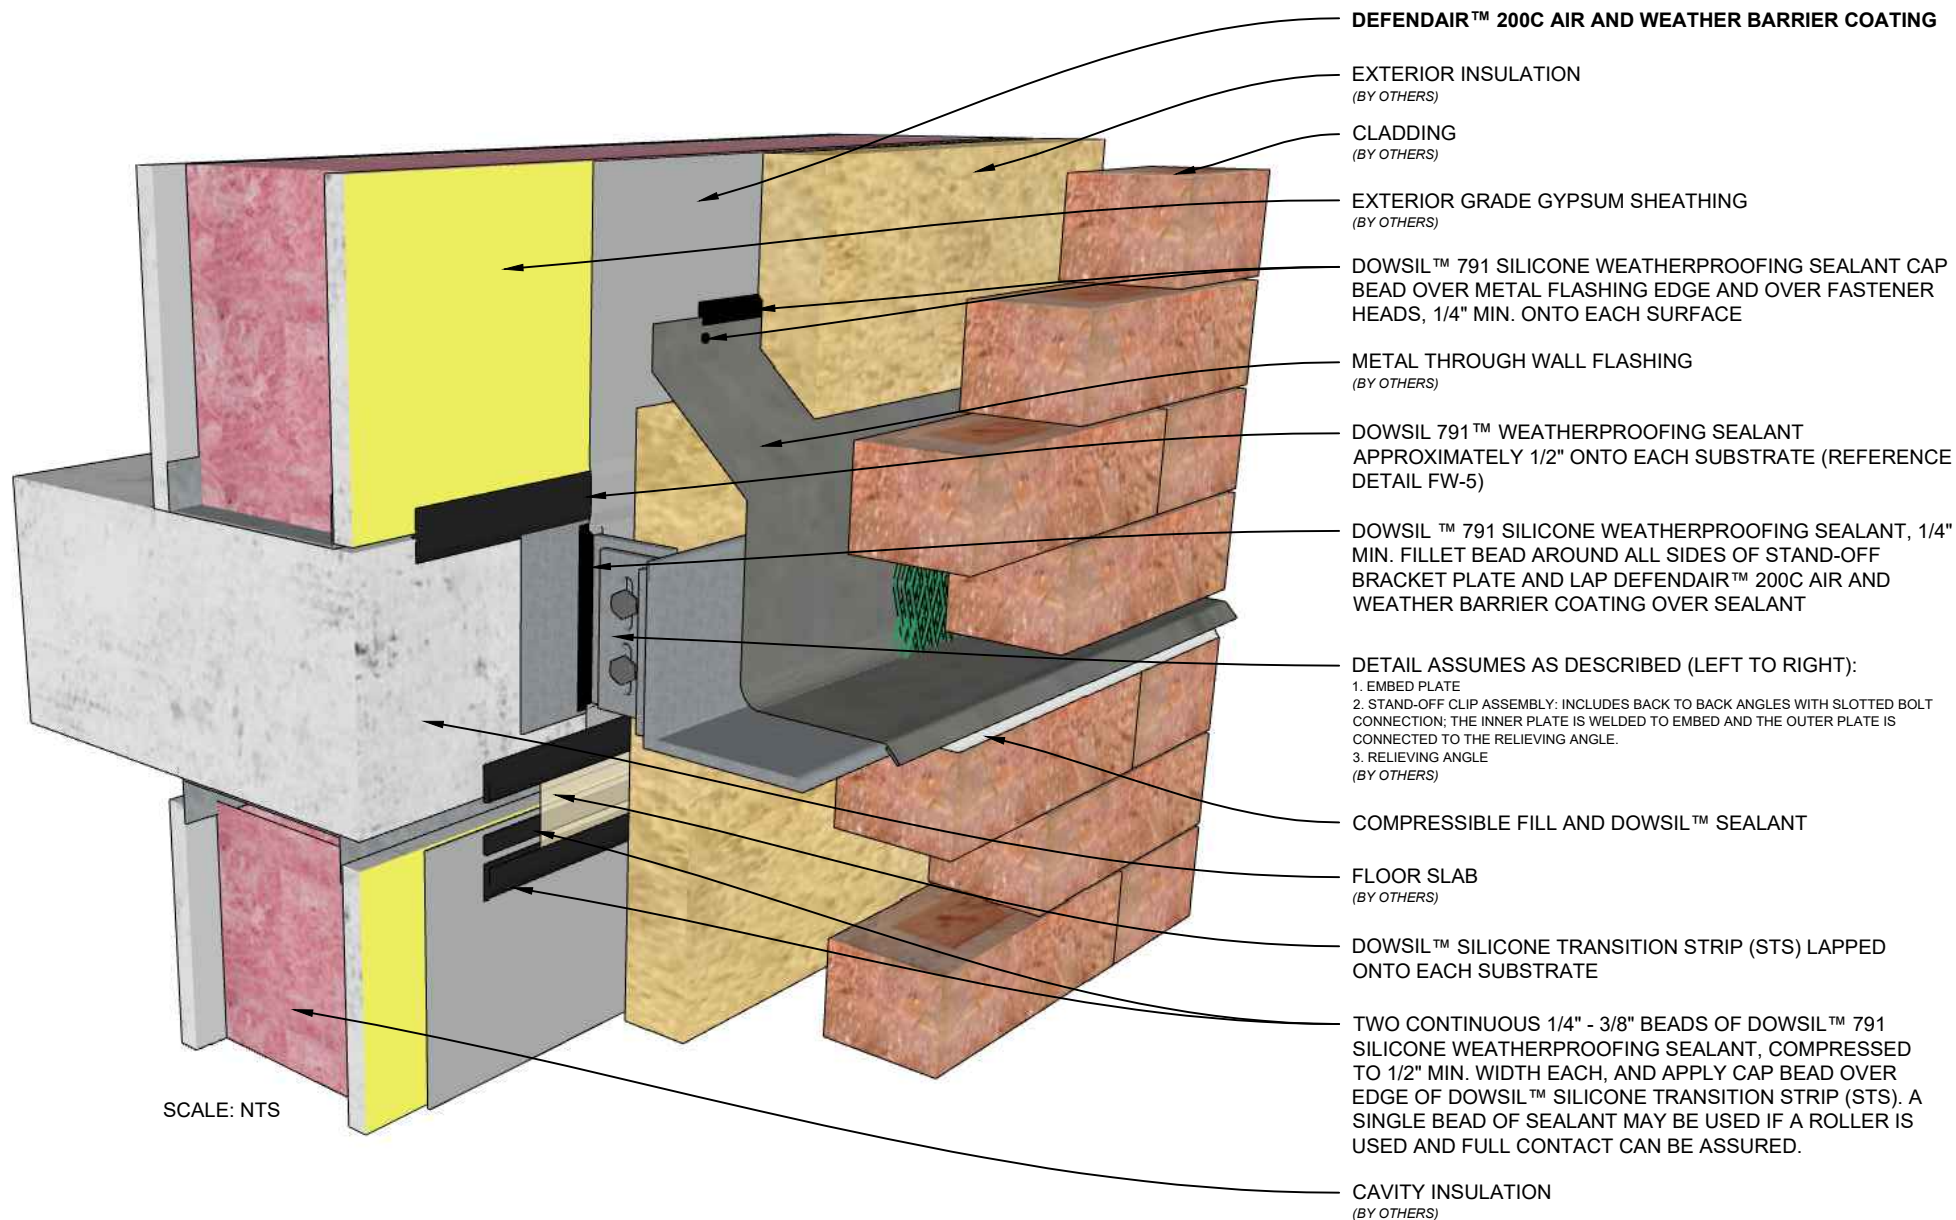 DEFENDAIR™ 200C AIR AND WEATHER BARRIER COATING
EXTERIOR INSULATION
(BY OTHERS)
CLADDING
(BY OTHERS)
EXTERIOR GRADE GYPSUM SHEATHING
(BY OTHERS)
DOWSIL™ 791 SILICONE WEATHERPROOFING SEALANT CAP
BEAD OVER METAL FLASHING EDGE AND OVER FASTENER
HEADS, 1/4" MIN. ONTO EACH SURFACE
METAL THROUGH WALL FLASHING
(BY OTHERS)
DOWSIL 791™ WEATHERPROOFING SEALANT
APPROXIMATELY 1/2" ONTO EACH SUBSTRATE (REFERENCE
DETAIL FW-5)
DOWSIL ™ 791 SILICONE WEATHERPROOFING SEALANT, 1/4"
MIN. FILLET BEAD AROUND ALL SIDES OF STAND-OFF
BRACKET PLATE AND LAP DEFENDAIR™ 200C AIR AND
WEATHER BARRIER COATING OVER SEALANT
DETAIL ASSUMES AS DESCRIBED (LEFT TO RIGHT):
1. EMBED PLATE
2. STAND-OFF CLIP ASSEMBLY: INCLUDES BACK TO BACK ANGLES WITH SLOTTED BOLT
CONNECTION; THE INNER PLATE IS WELDED TO EMBED AND THE OUTER PLATE IS
CONNECTED TO THE RELIEVING ANGLE.
3. RELIEVING ANGLE
(BY OTHERS)
COMPRESSIBLE FILL AND DOWSIL™ SEALANT
FLOOR SLAB
(BY OTHERS)
DOWSIL™ SILICONE TRANSITION STRIP (STS) LAPPED
ONTO EACH SUBSTRATE
TWO CONTINUOUS 1/4" - 3/8" BEADS OF DOWSIL™ 791
SILICONE WEATHERPROOFING SEALANT, COMPRESSED
TO 1/2" MIN. WIDTH EACH, AND APPLY CAP BEAD OVER
EDGE OF DOWSIL™ SILICONE TRANSITION STRIP (STS). A
SINGLE BEAD OF SEALANT MAY BE USED IF A ROLLER IS
USED AND FULL CONTACT CAN BE ASSURED.
CAVITY INSULATION
(BY OTHERS)
SCALE: NTS